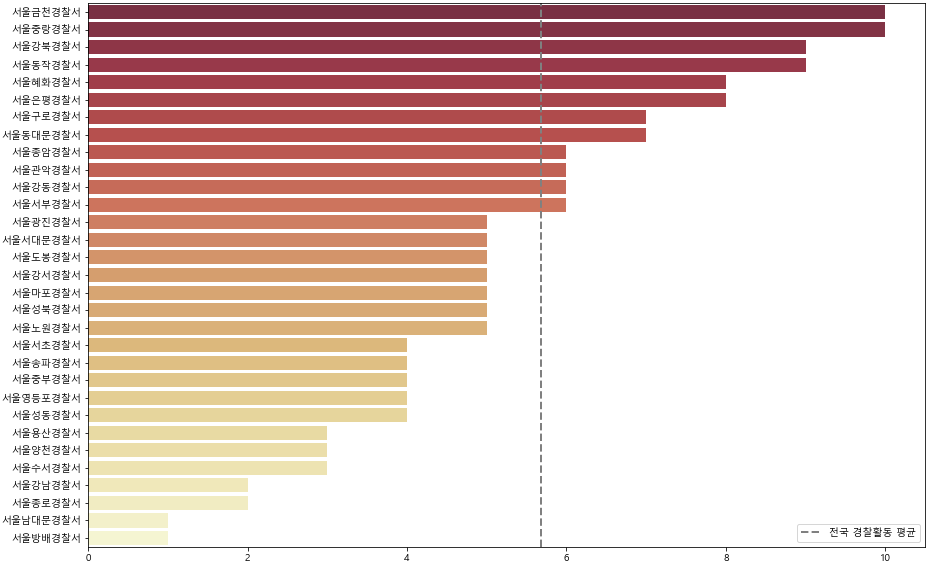 서울금천경찰서
서울중랑경찰서
서울강북경찰서
서울동작경찰서
서울혜화경찰서
서울은평경찰서
서울구로경찰서
서울동대문경찰서
서울종암경찰서
서울관악경찰서
서울강동경찰서
서울서부경찰서
서울광진경찰서
서울서대문경찰서
서울도봉경찰서
서울강서경찰서
서울마포경찰서
서울성북경찰서
서울노원경찰서
서울서초경찰서
서울송파경찰서
서울중부경찰서
서울영등포경찰서
서울성동경찰서
서울용산경찰서
서울양천경찰서
서울수서경찰서
서울강남경찰서
서울종로경찰서
서울남대문경찰서
서울방배경찰서
전국 경찰활동 평균
0 2 4 6 8 10